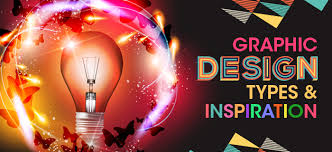 GRAPHIC
DESIGN
TYPES &
INSPIRATION